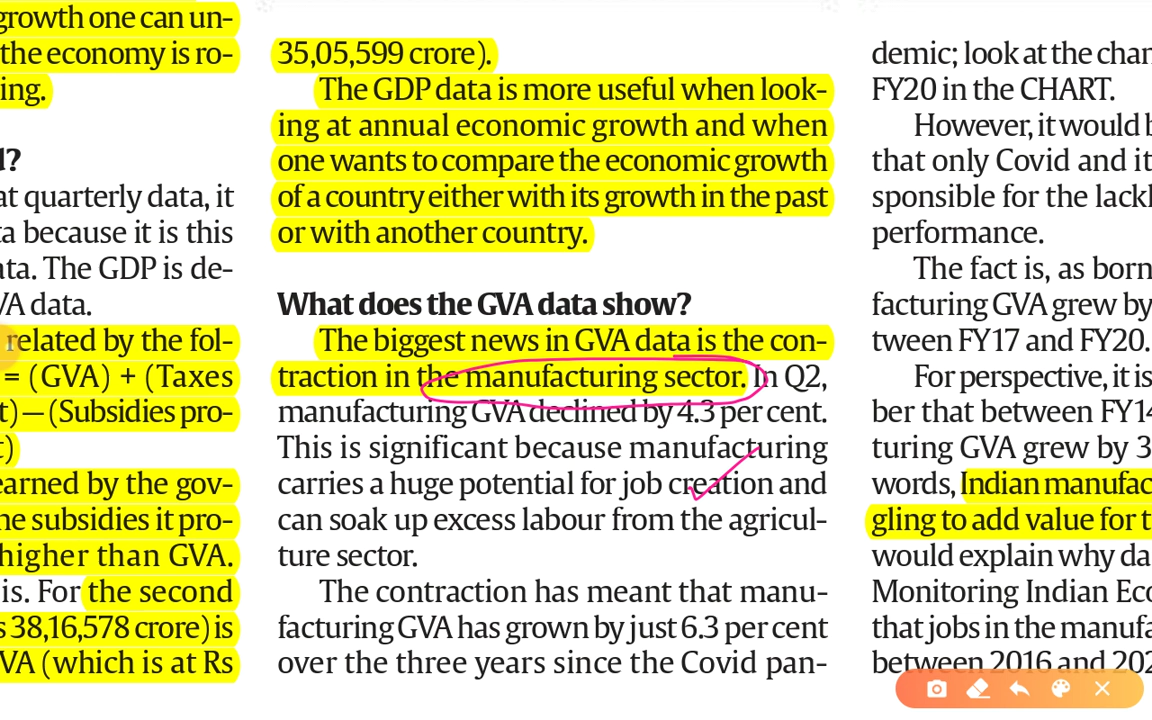 growth one can un-
the economy is ro-
ing.
d?
at quarterly data, it
ta because it is this
ata. The GDP is de-
VA data.
related by the fol-
= (GVA) + (Taxes
t)—(Subsidies pro-
t)
earned by the gov-
he subsidies it pro-
higher than GVA.
is. For the second
s 38,16,578 crore) is
VA (which is at Rs
35,05,599 crore).
The GDP data is more useful when look-
ing at annual economic growth and when
one wants to compare the economic growth
of a country either with its growth in the past
or with another country.
What does the GVA data show?
The biggest news in GVA data is the con-
traction in the manufacturing sector. In Q2,
manufacturing GVA declined by 4.3 per cent.
This is significant because manufacturing
carries a huge potential for job creation and
can soak up excess labour from the agricul-
ture sector.
The contraction has meant that manu-
facturing GVA has grown by just 6.3 per cent
over the three years since the Covid pan-
demic; look at the char
FY20 in the CHART.
However, it would b
that only Covid and it
sponsible for the lackl
performance.
The fact is, as born
facturing GVA grew by
tween FY17 and FY20.
For perspective, it is
ber that between FY14
turing GVA grew by 3
words, Indian manufac
gling to add value for t
would explain why da
Monitoring Indian Eco
that jobs in the manufa
between 2016 and 202